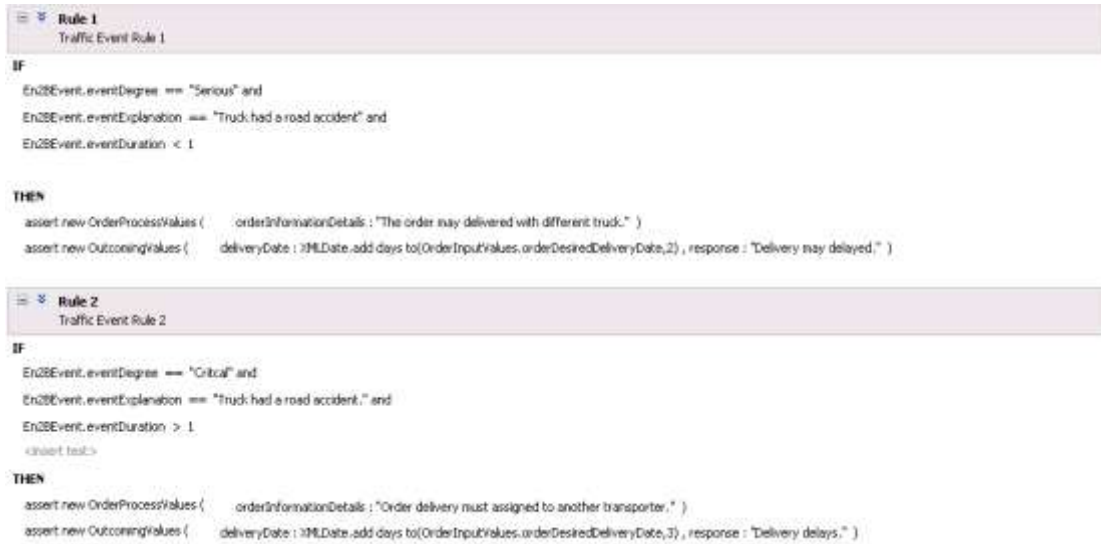 Rule 1
Traffic Event Rule 1
IF
En2BEvent.eventDegree == "Serious" and
En2BEvent.eventExplanation == "Truck had a road accident" and
En2BEvent.eventDuration < 1
THEN
assert new OrderProcessValues ( orderInformationDetails : "The order may delivered with different truck." )
assert new OutcomingValues ( deliveryDate : XMLDate.add days to(OrderInputValues.orderDesiredDeliveryDate,2) , response : "Delivery may delayed." )
Rule 2
Traffic Event Rule 2
IF
En2BEvent.eventDegree == "Critcal" and
En2BEvent.eventExplanation == "Truck had a road accident." and
En2BEvent.eventDuration > 1
<insert test>
THEN
assert new OrderProcessValues ( orderInformationDetails : "Order delivery must assigned to another transporter." )
assert new OutcomingValues ( deliveryDate : XMLDate.add days to(OrderInputValues.orderDesiredDeliveryDate,3) , response : "Delivery delays." )